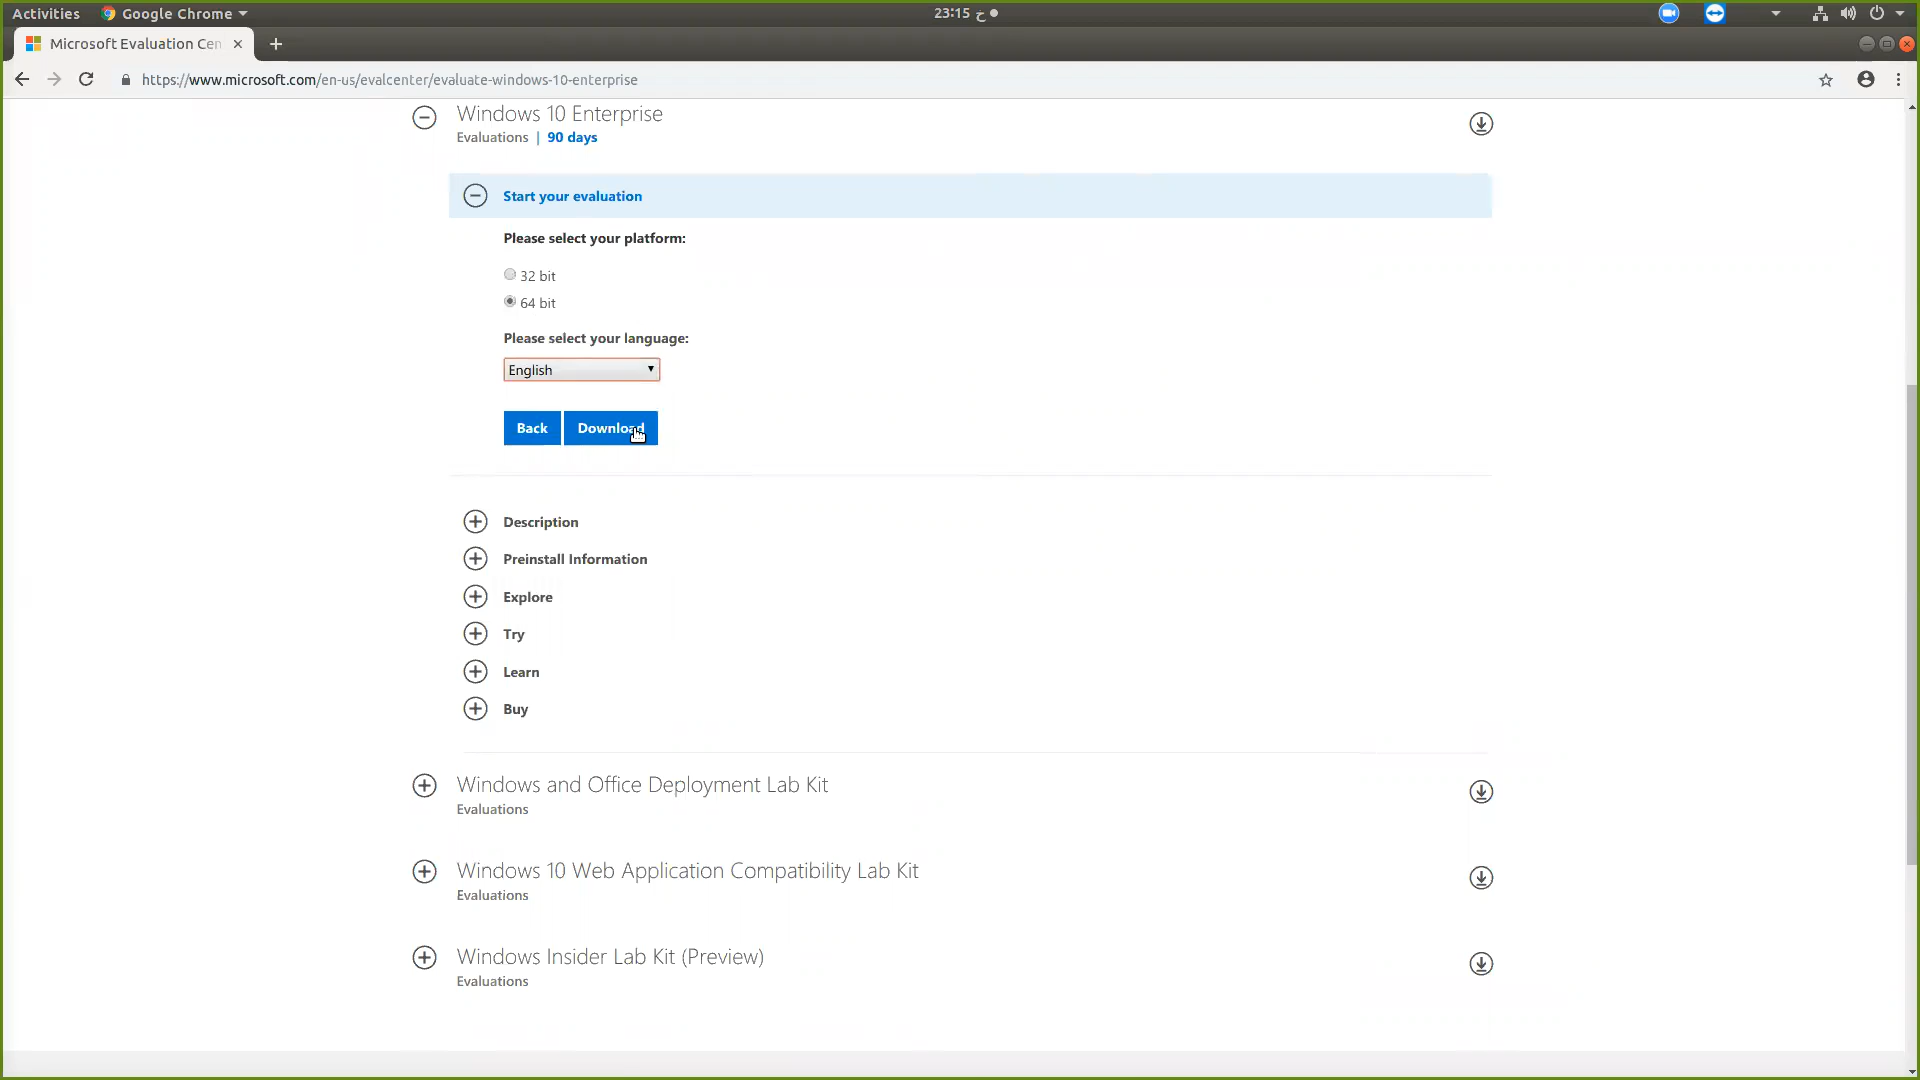 Activities Google Chrome 23:15 ح
Microsoft Evaluation Cen
https://www.microsoft.com/en-us/evalcenter/evaluate-windows-10-enterprise
Windows 10 Enterprise
Evaluations | 90 days
Start your evaluation
Please select your platform:
32 bit
64 bit
Please select your language:
English
Back Download
Description
Preinstall Information
Explore
Try
Learn
Buy
Windows and Office Deployment Lab Kit
Evaluations
Windows 10 Web Application Compatibility Lab Kit
Evaluations
Windows Insider Lab Kit (Preview)
Evaluations